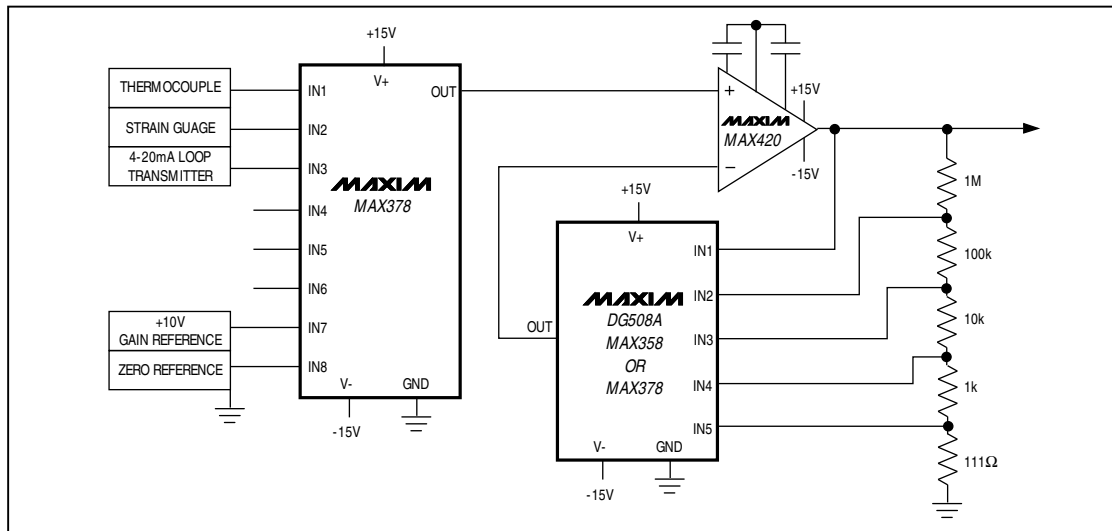 +15V
V+
THERMOCOUPLE
STRAIN GUAGE
4-20mA LOOP
TRANSMITTER
+10V
GAIN REFERENCE
ZERO REFERENCE
IN1
IN2
IN3
IN4
IN5
IN6
IN7
IN8
OUT
MAXIM
MAX378
V-
GND
-15V
+
−
MAXIM
MAX420
+15V
-15V
+15V
V+
OUT
MAXIM
DG508A
MAX358
OR
MAX378
IN1
IN2
IN3
IN4
IN5
V-
GND
-15V
1M
100k
10k
1k
111Ω